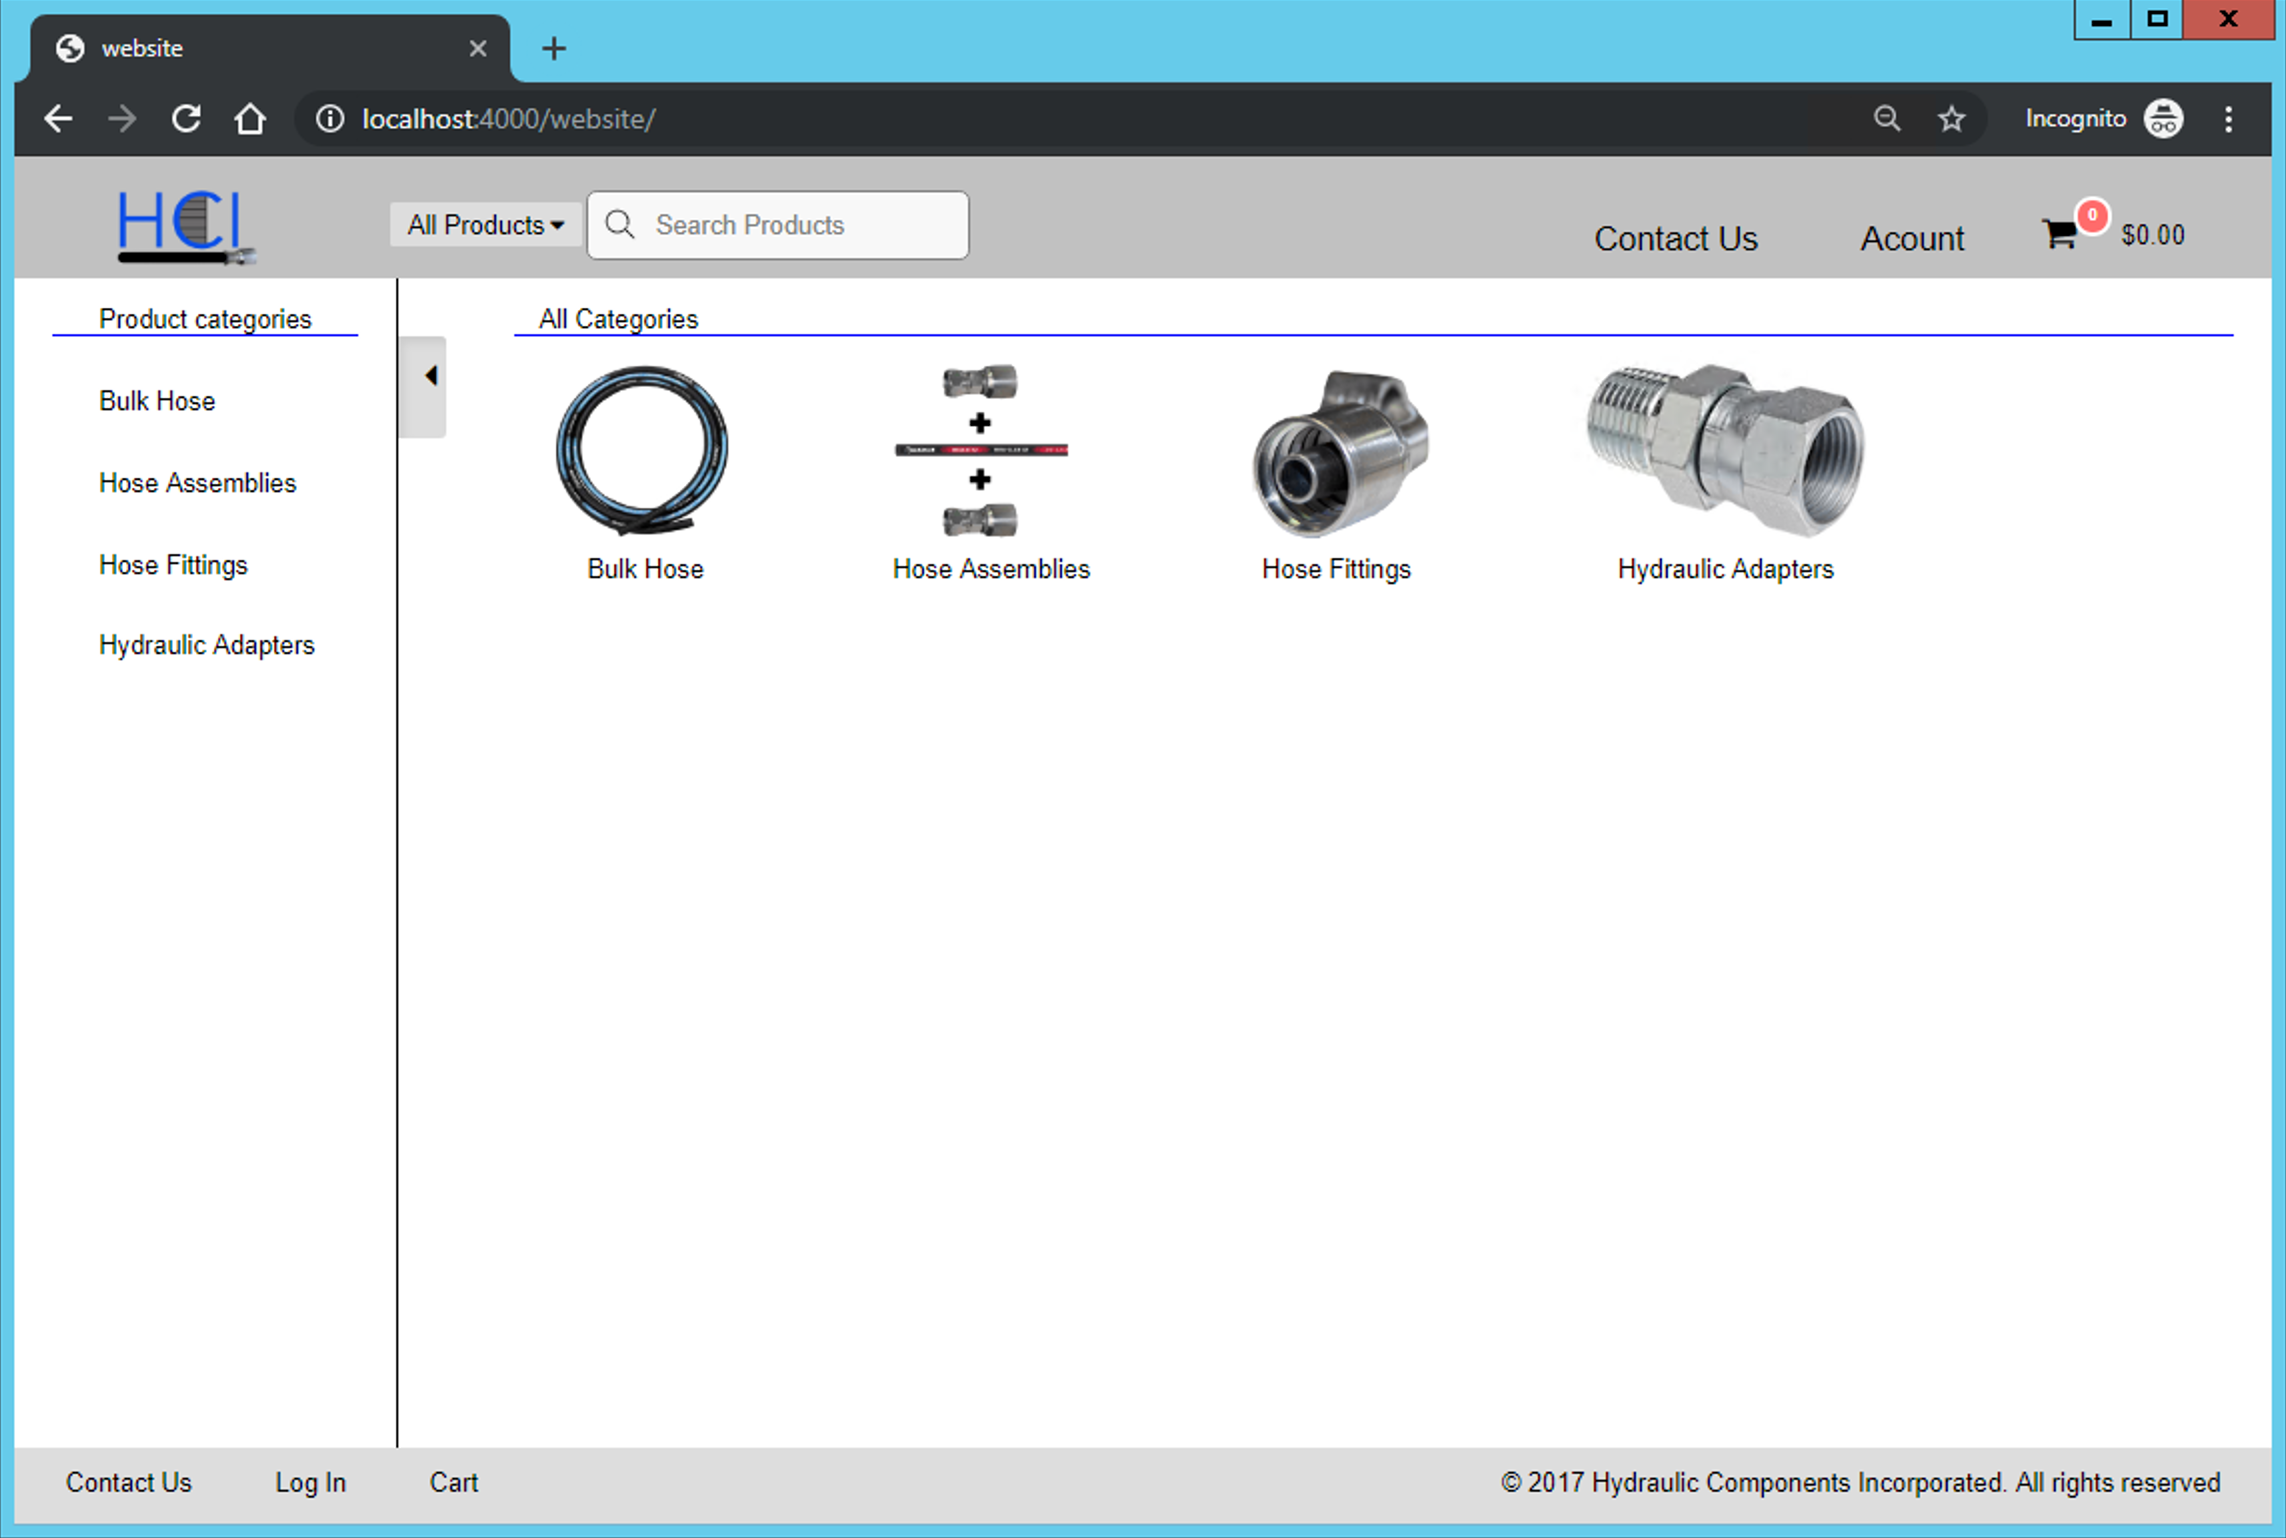 website
localhost:4000/website/
Incognito
HCI
All Products
Search Products
Contact Us
Acount
0
$0.00
Product categories
Bulk Hose
Hose Assemblies
Hose Fittings
Hydraulic Adapters
All Categories
Bulk Hose
Hose Assemblies
Hose Fittings
Hydraulic Adapters
Contact Us
Log In
Cart
© 2017 Hydraulic Components Incorporated. All rights reserved